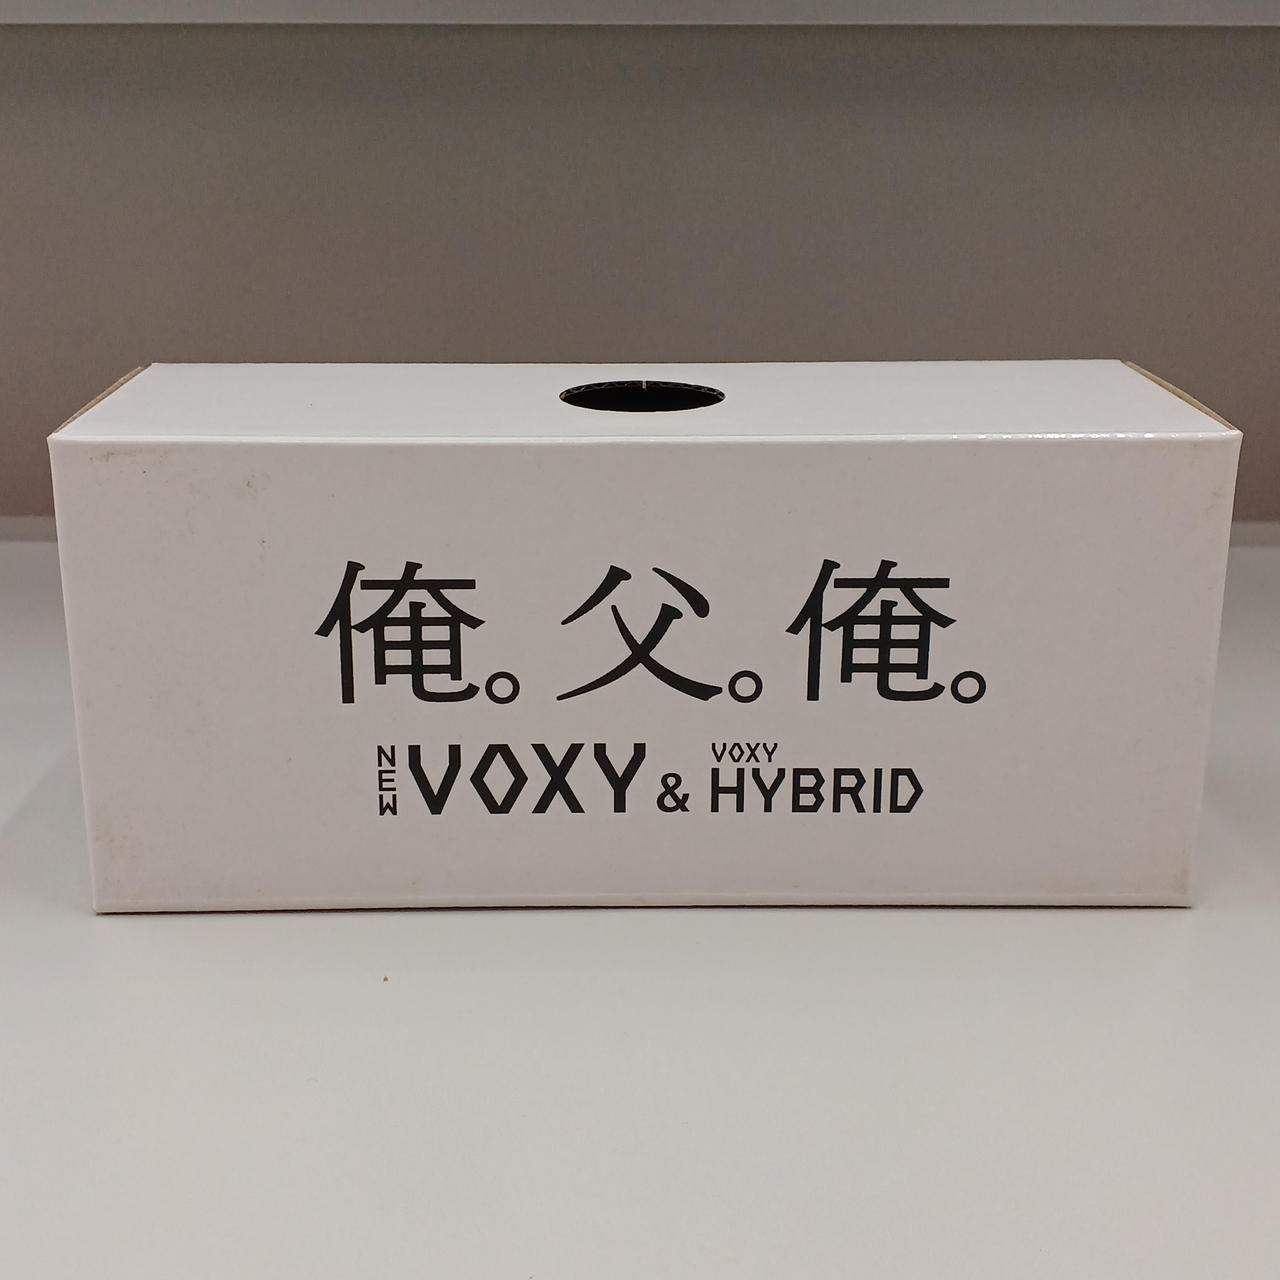 俺。父。俺。
NEW VOXY & VOXY HYBRID